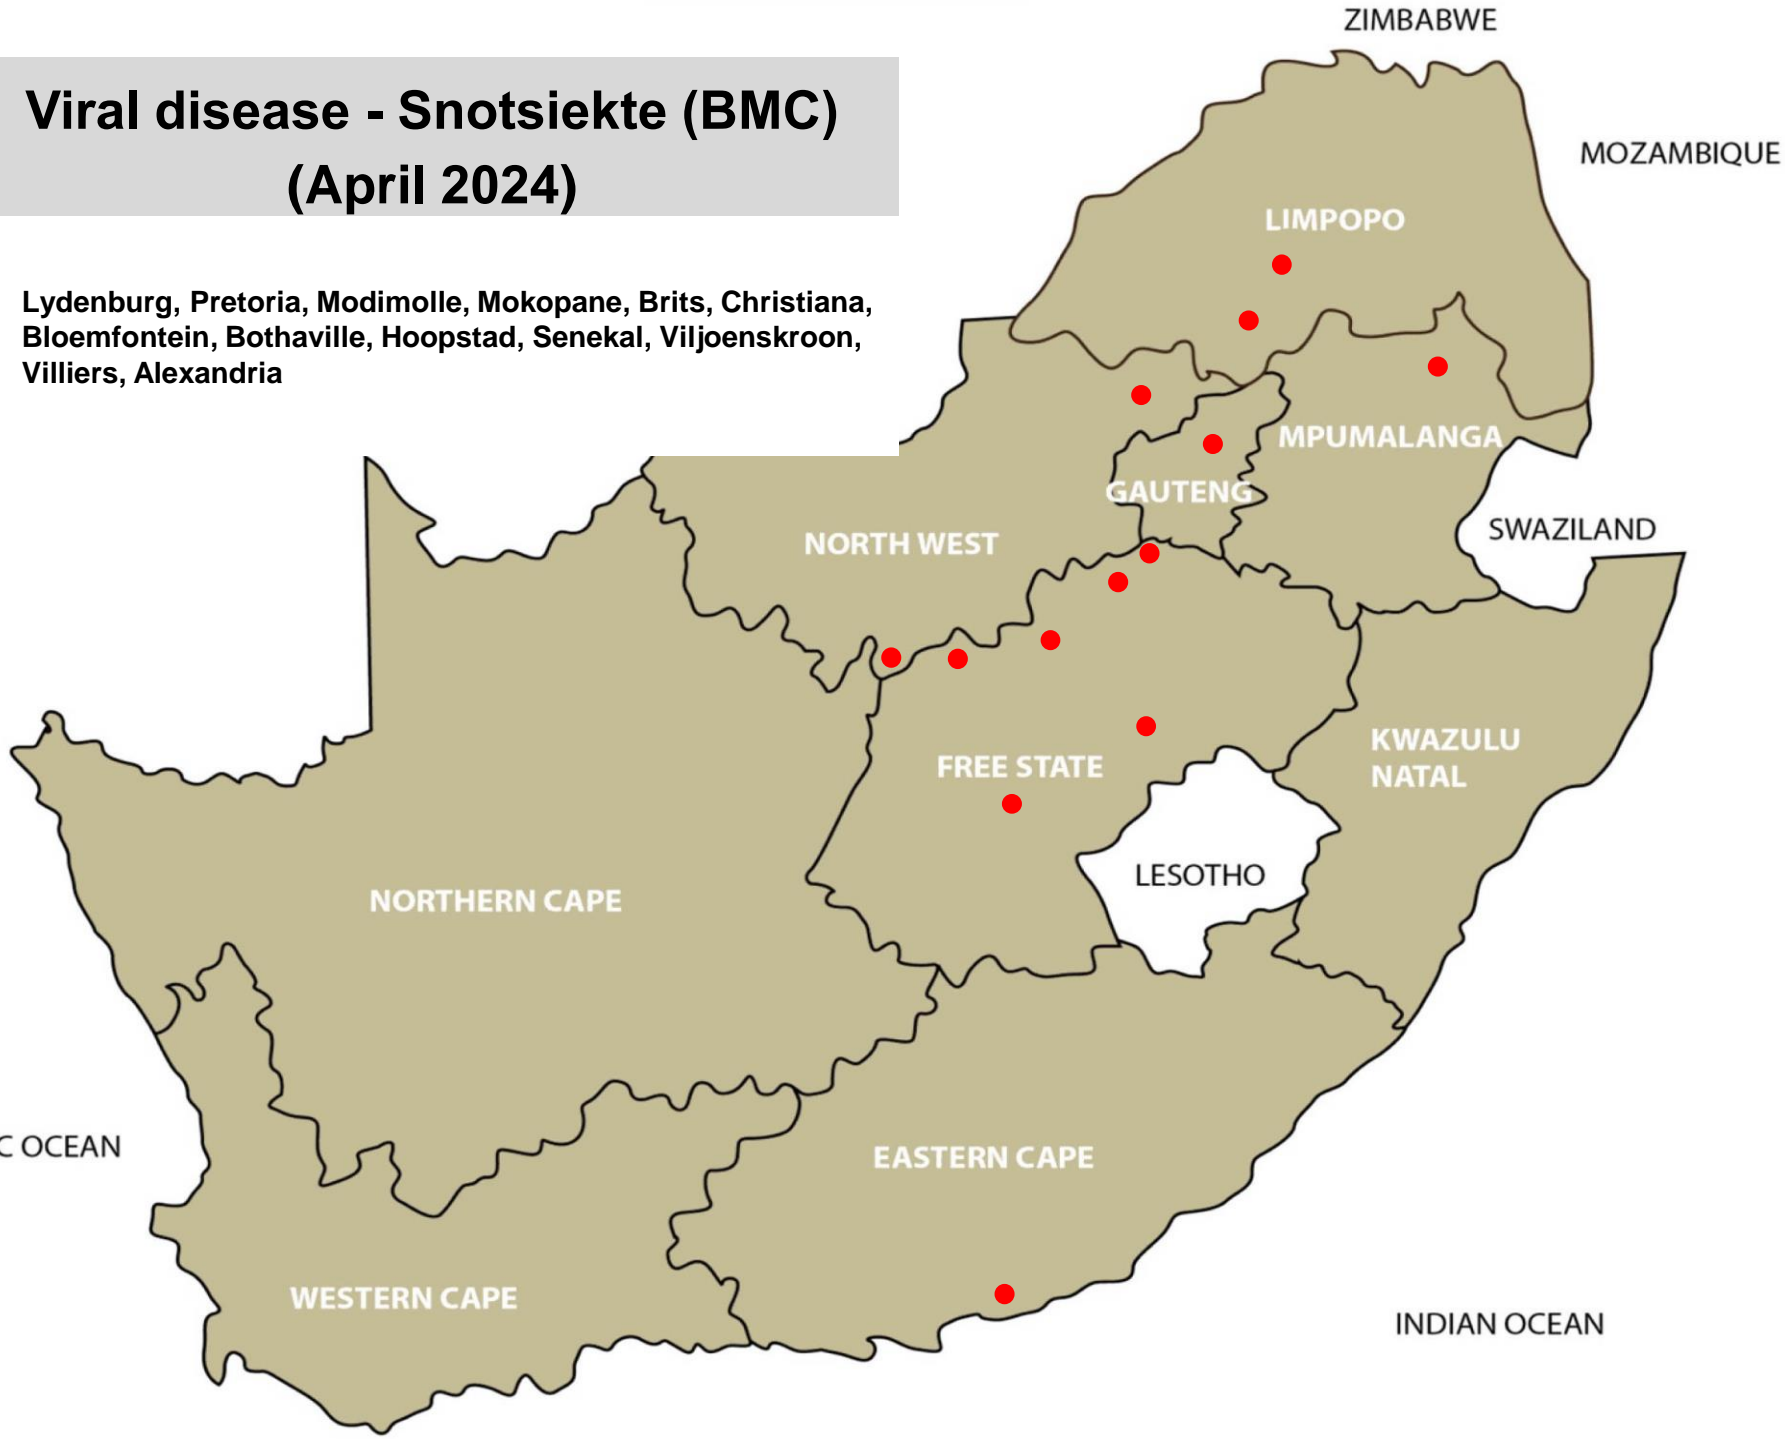 ZIMBABWE
Viral disease - Snotsiekte (BMC)
(April 2024)
MOZAMBIQUE
LIMPOPO
Lydenburg, Pretoria, Modimolle, Mokopane, Brits, Christiana,
Bloemfontein, Bothaville, Hoopstad, Senekal, Viljoenskroon,
Villiers, Alexandria
MPUMALANGA
GAUTENG
SWAZILAND
NORTH WEST
KWAZULU
NATAL
FREE STATE
LESOTHO
NORTHERN CAPE
C OCEAN
EASTERN CAPE
WESTERN CAPE
INDIAN OCEAN